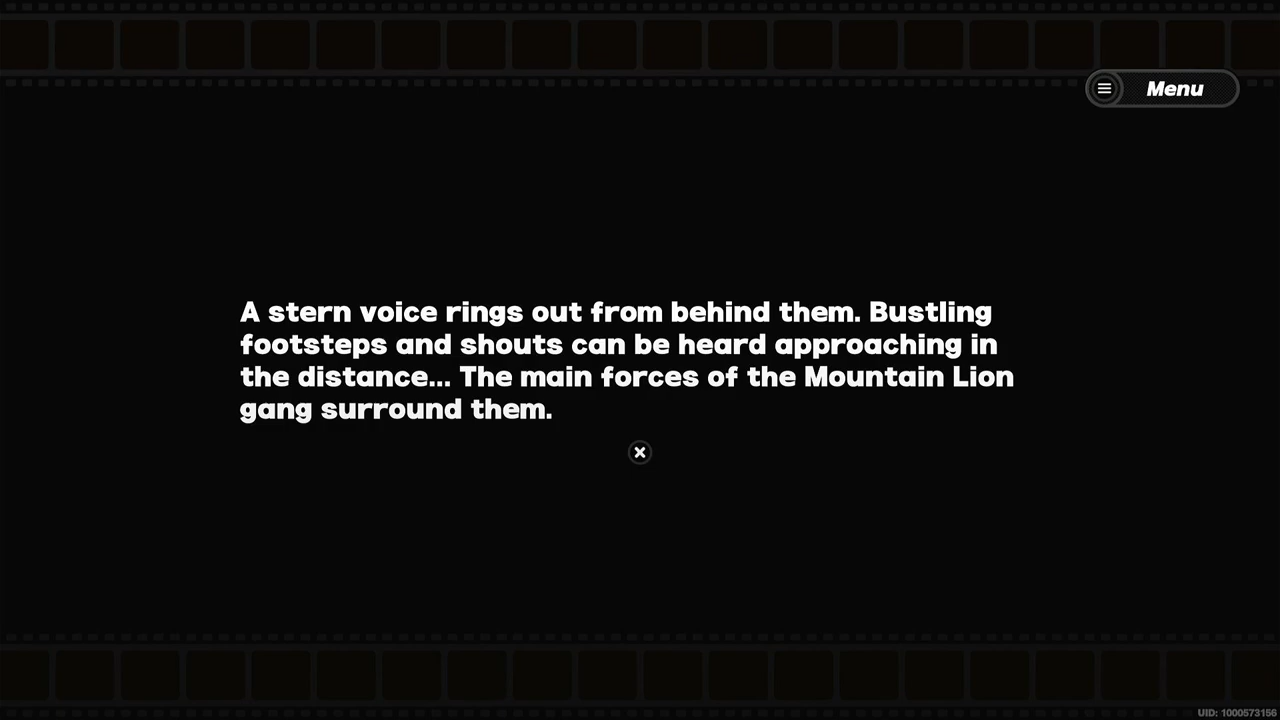 Menu
A stern voice rings out from behind them. Bustling
footsteps and shouts can be heard approaching in
the distance... The main forces of the Mountain Lion
gang surround them.
UID: 1000573156